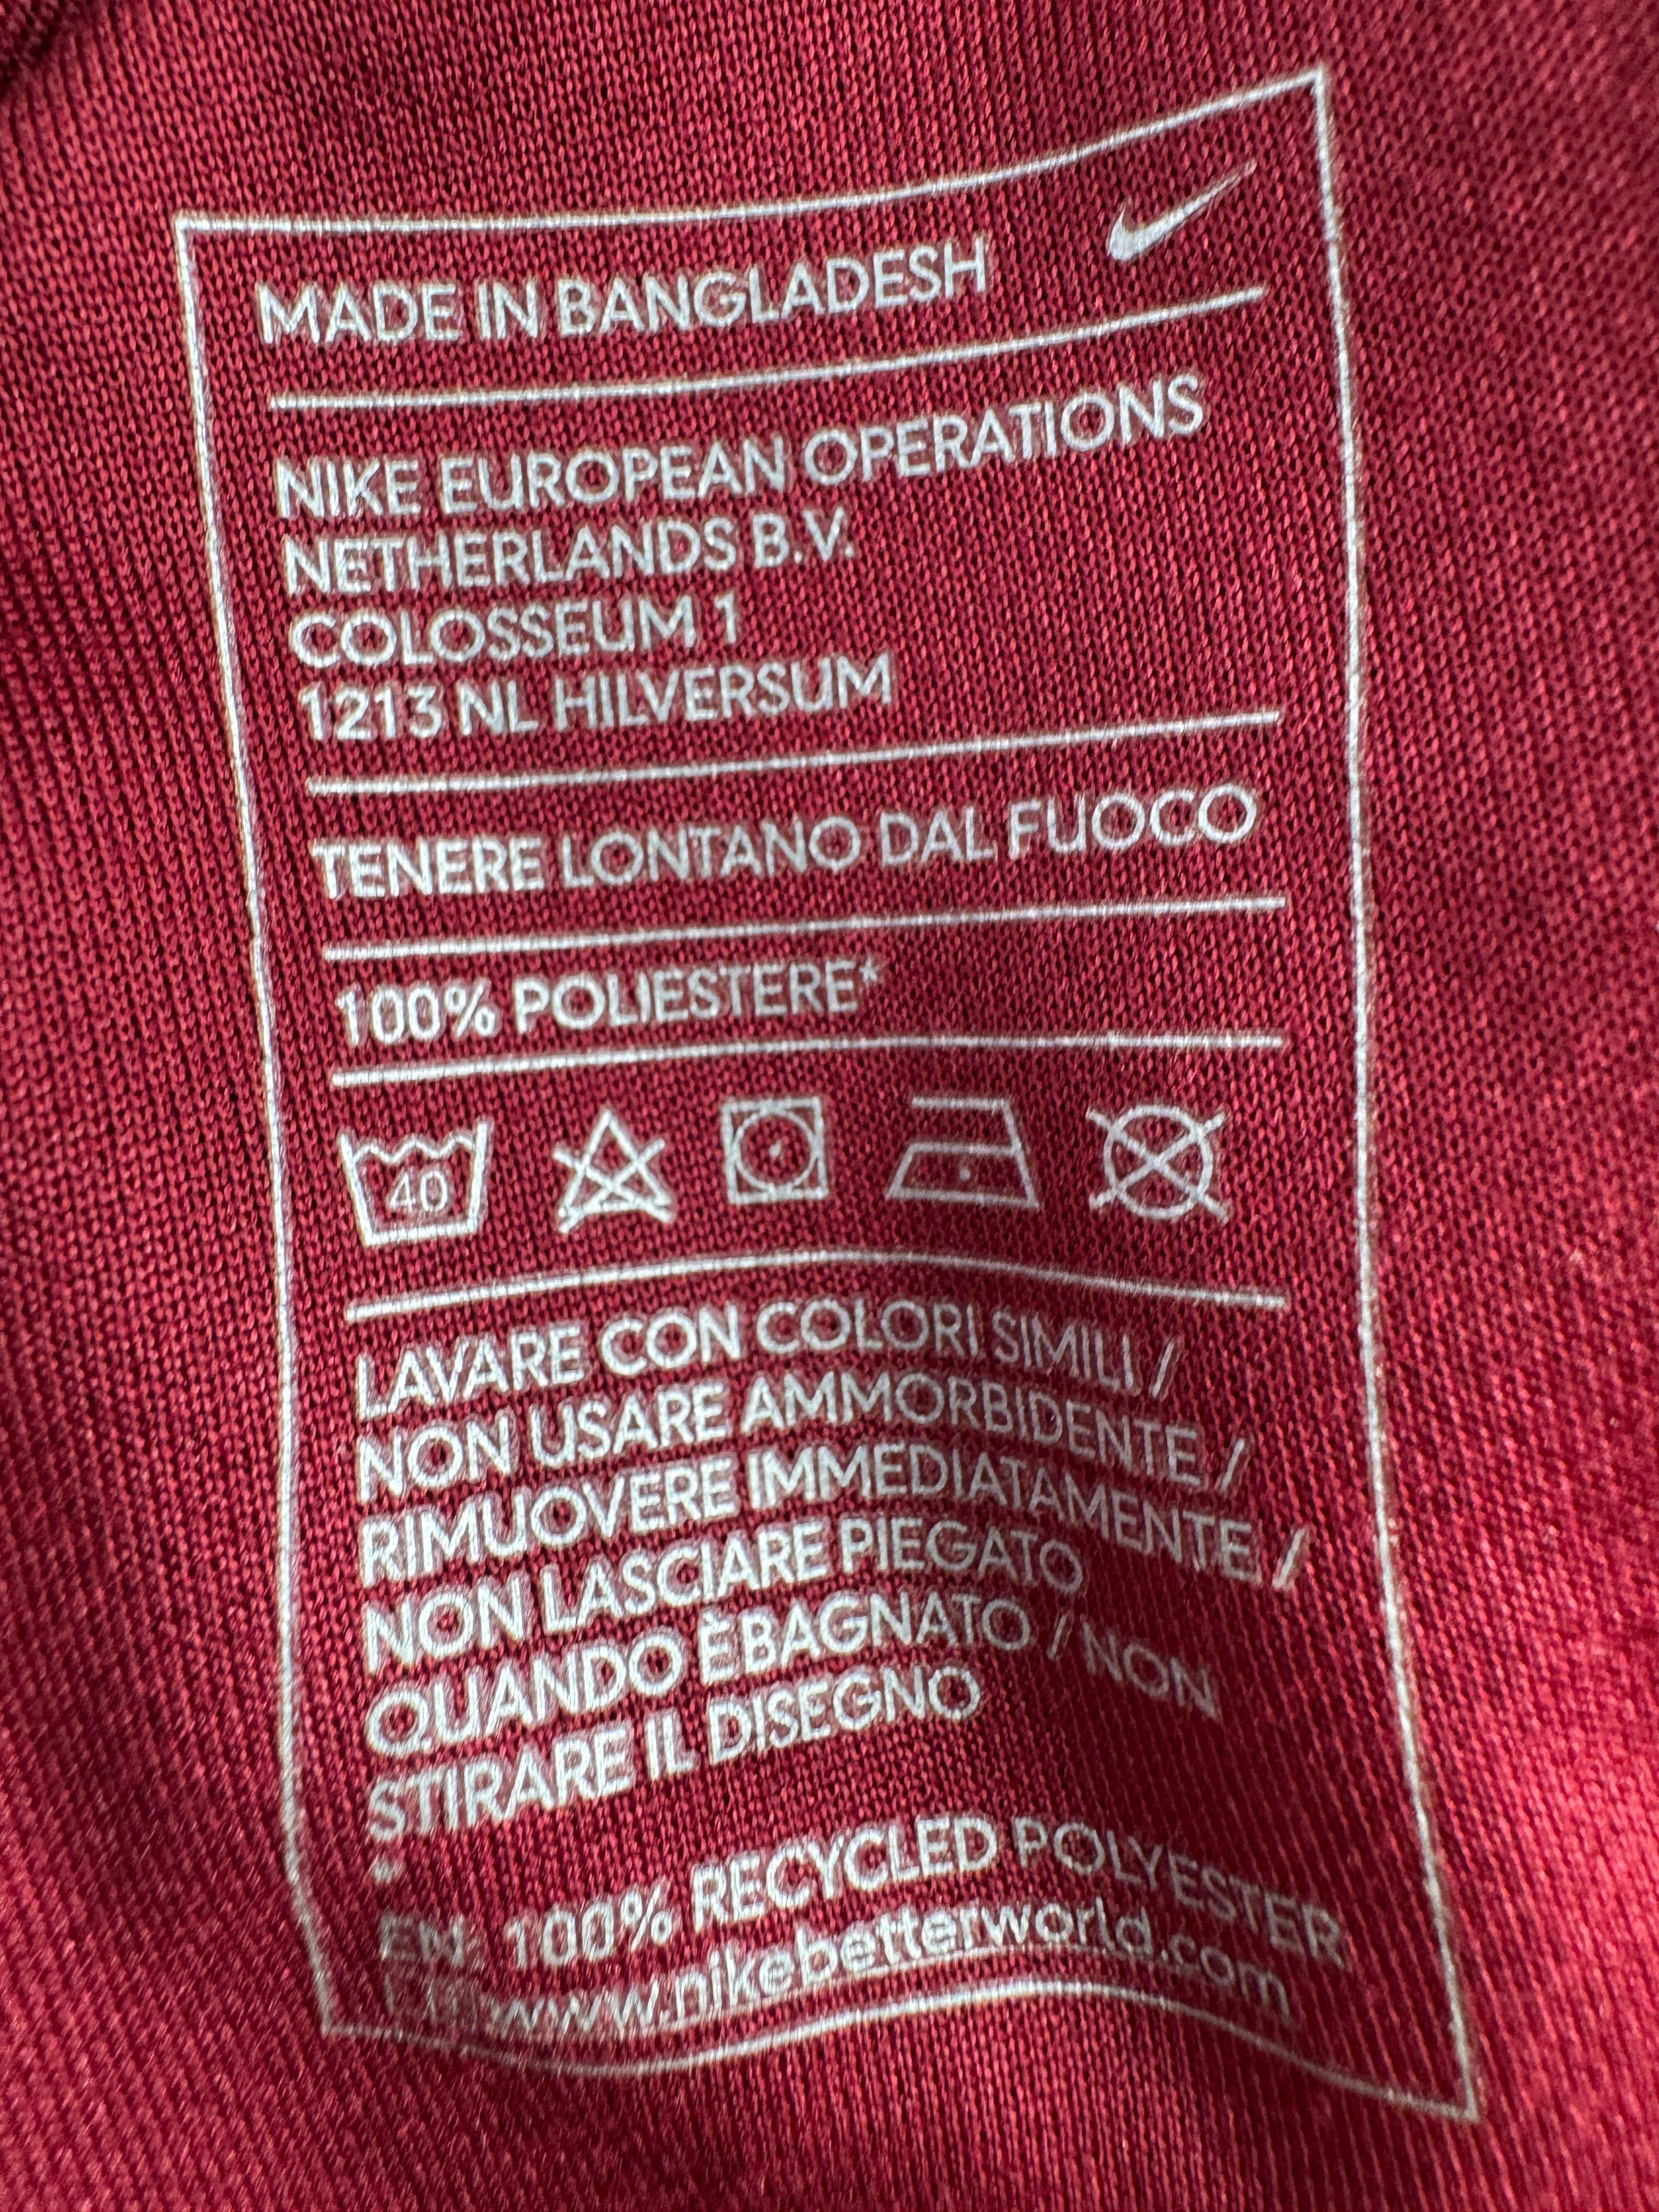 MADE IN BANGLADESH
NIKE EUROPEAN OPERATIONS
NETHERLANDS B.V.
COLOSSEUM 1
1213 NL HILVERSUM
TENERE LONTANO DAL FUOCO
100% POLIESTERE*
40
LAVARE CON COLORI SIMILI /
NON USARE AMMORBIDENTE /
RIMUOVERE IMMEDIATAMENTE /
NON LASCIARE PIEGATO
QUANDO È BAGNATO / NON
STIRARE IL DISEGNO
*
EN: 100% RECYCLED POLYESTER
www.nikebetterworld.com